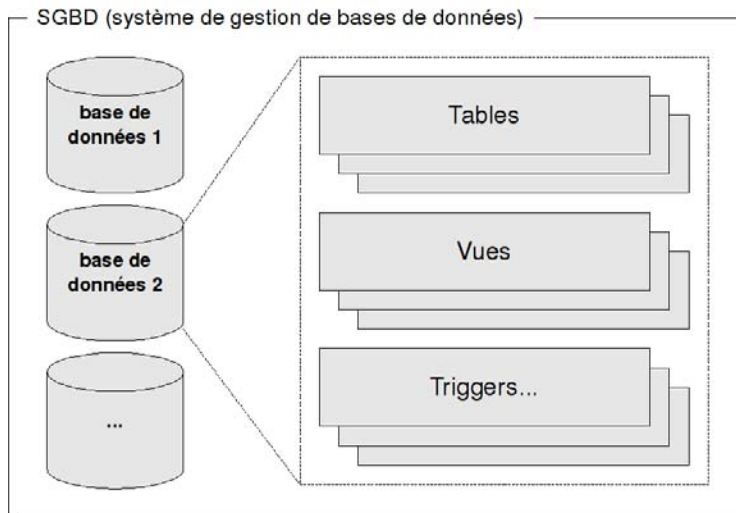 SGBD (système de gestion de bases de données)
base de
données 1
base de
données 2
...
Tables
Vues
Triggers...